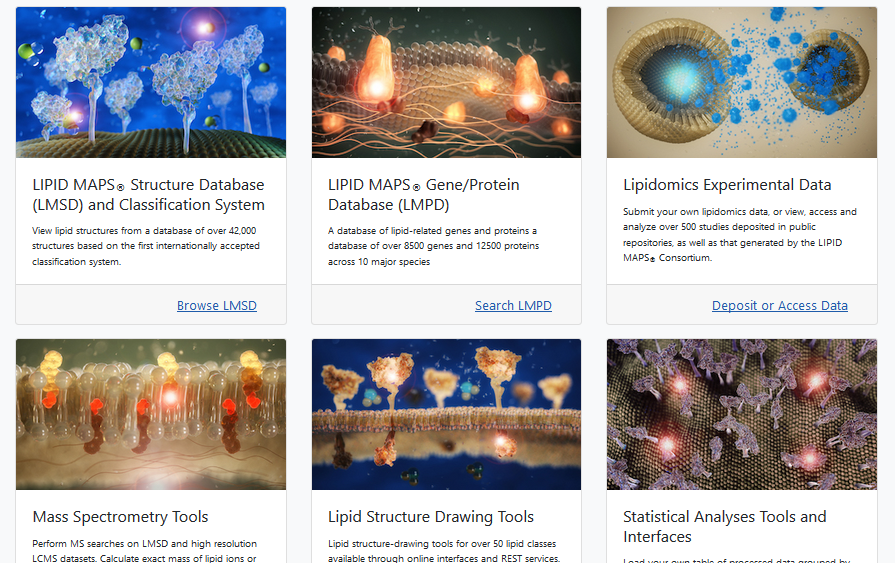 LIPID MAPS® Structure Database
(LMSD) and Classification System
View lipid structures from a database of over 42,000
structures based on the first internationally accepted
classification system.
Browse LMSD
LIPID MAPS® Gene/Protein
Database (LMPD)
A database of lipid-related genes and proteins a
database of over 8500 genes and 12500 proteins
across 10 major species
Search LMPD
Lipidomics Experimental Data
Submit your own lipidomics data, or view, access and
analyze over 500 studies deposited in public
repositories, as well as that generated by the LIPID
MAPS® Consortium.
Deposit or Access Data
Mass Spectrometry Tools
Perform MS searches on LMSD and high resolution
LCMS datasets. Calculate exact mass of lipid ions or
Lipid Structure Drawing Tools
Lipid structure-drawing tools for over 50 lipid classes
available through online interfaces and REST services.
Statistical Analyses Tools and
Interfaces
Load your own table of processed data grouped by